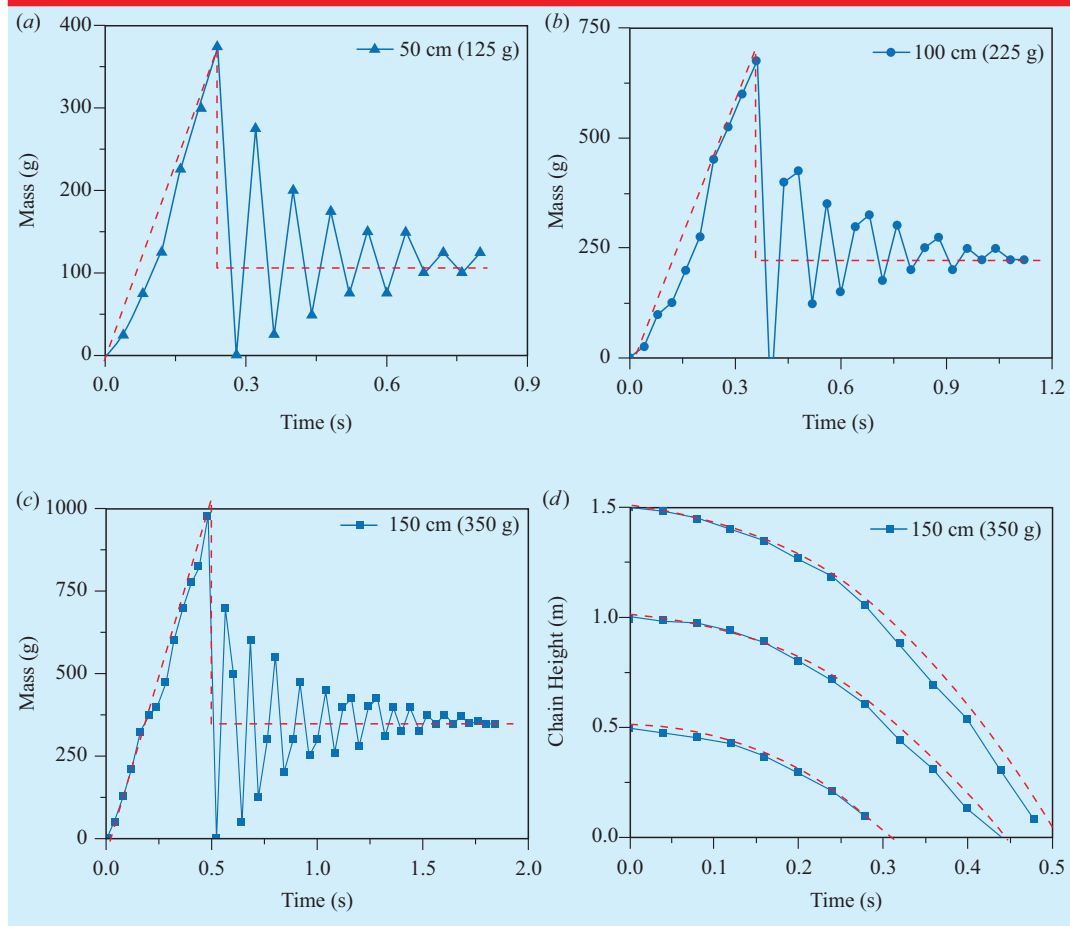 (a)
400
300
200
100
0
Mass (g)
50 cm (125 g)
0.0 0.3 0.6 0.9
Time (s)
(b)
750
500
250
0
Mass (g)
100 cm (225 g)
0.0 0.3 0.6 0.9 1.2
Time (s)
(c)
1000
750
500
250
0
Mass (g)
150 cm (350 g)
0.0 0.5 1.0 1.5 2.0
Time (s)
(d)
1.5
1.0
0.5
0.0
Chain Height (m)
150 cm (350 g)
0.0 0.1 0.2 0.3 0.4 0.5
Time (s)